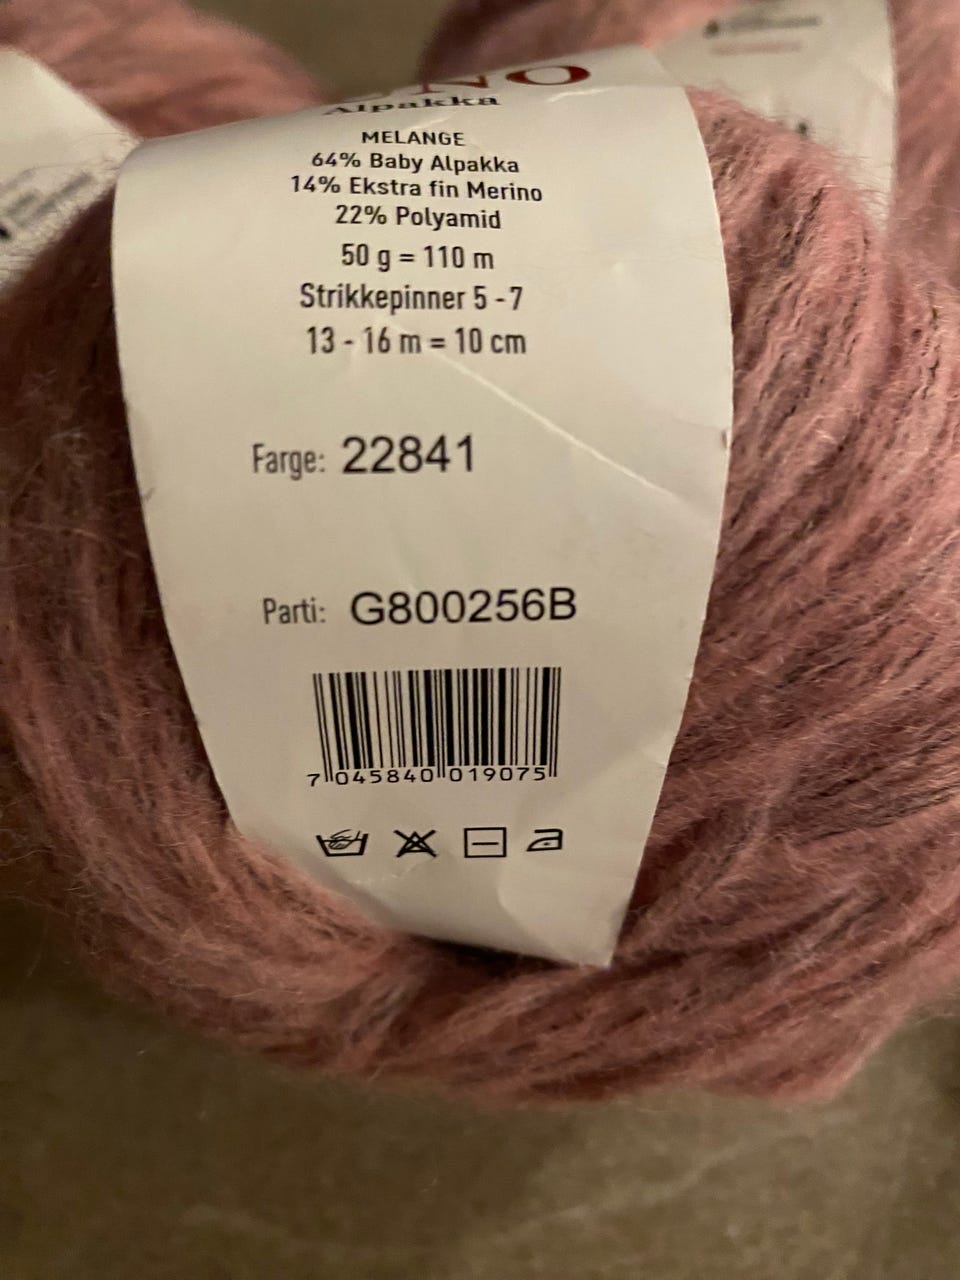 Alpakka
MELANGE
64% Baby Alpakka
14% Ekstra fin Merino
22% Polyamid
50 g = 110 m
Strikkepinner 5 - 7
13 - 16 m = 10 cm
Farge: 22841
Parti: G800256B
7 045840 019075